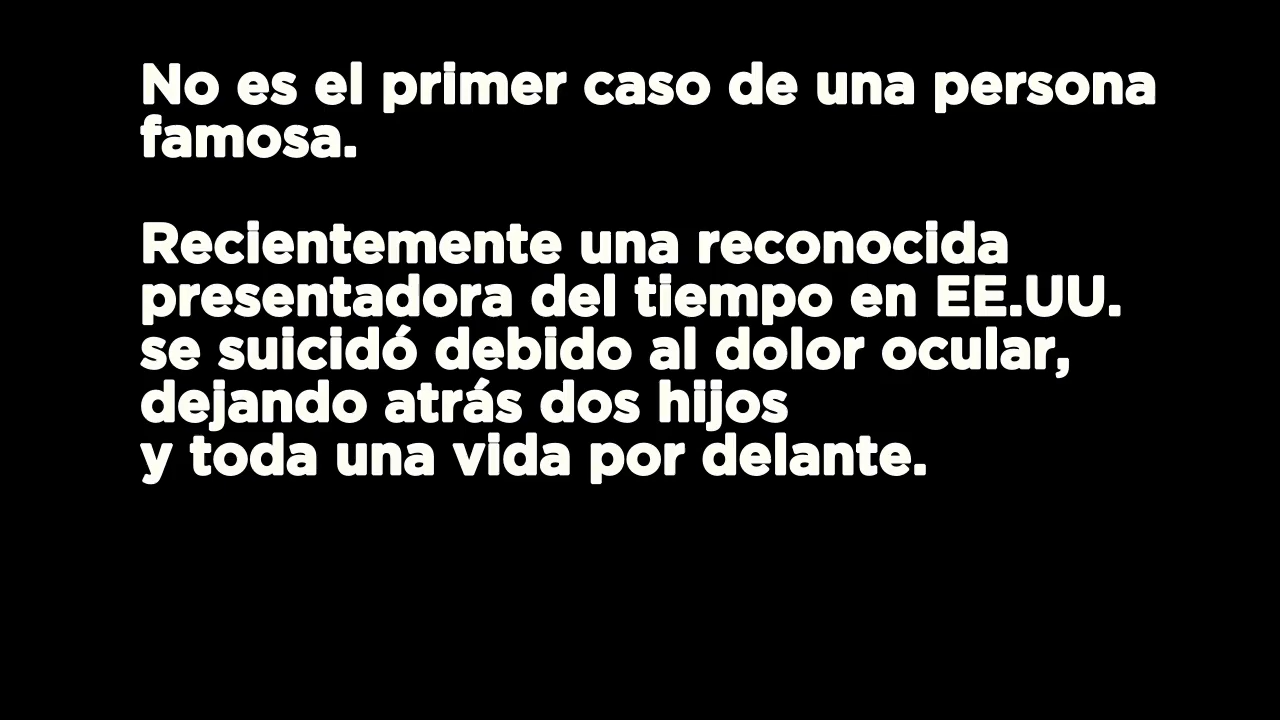 No es el primer caso de una persona
famosa.
Recientemente una reconocida
presentadora del tiempo en EE.UU.
se suicidó debido al dolor ocular,
dejando atrás dos hijos
y toda una vida por delante.